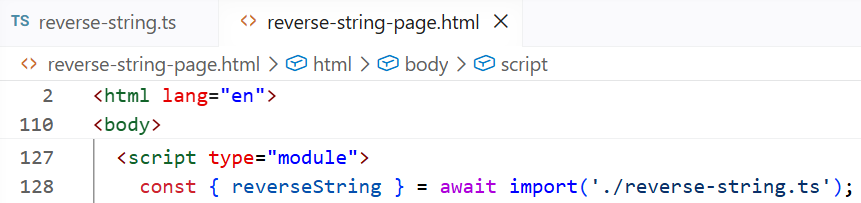 TS reverse-string.ts <> reverse-string-page.html ×
<> reverse-string-page.html > html > body > script
2 <html lang="en">
110 <body>
127 <script type="module">
128 const { reverseString } = await import('./reverse-string.ts');